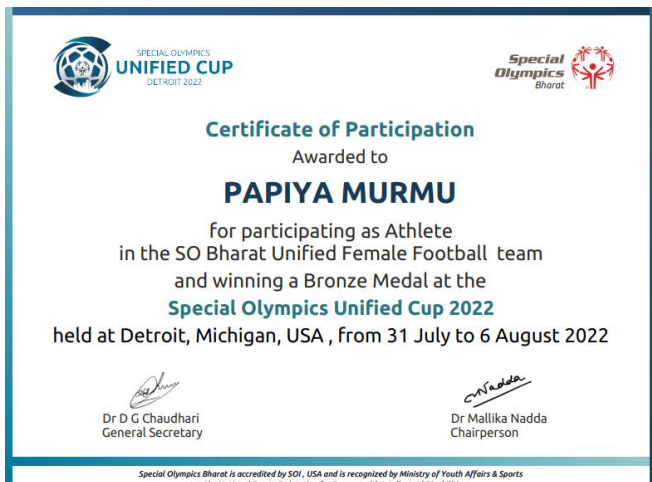 SPECIAL OLYMPICS
UNIFIED CUP
DETROIT 2022
Special
Olympics
Bharat
Certificate of Participation
Awarded to
PAPIYA MURMU
for participating as Athlete
in the SO Bharat Unified Female Football team
and winning a Bronze Medal at the
Special Olympics Unified Cup 2022
held at Detroit, Michigan, USA , from 31 July to 6 August 2022
Nadda
Dr D G Chaudhari
General Secretary
Dr Mallika Nadda
Chairperson
Special Olympics Bharat is accredited by SOI , USA and is recognized by Ministry of Youth Affairs & Sports